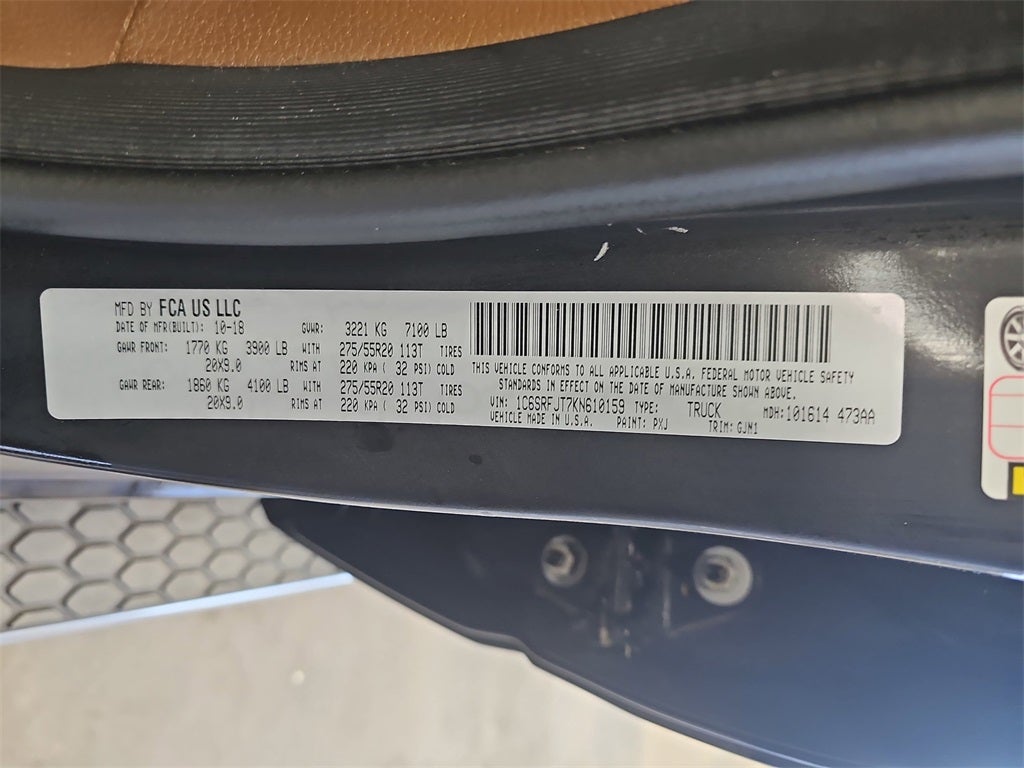 MFD BY FCA US LLC
DATE OF MFR(BUILT): 10-18 GVWR: 3221 KG 7100 LB
GAWR FRONT: 1770 KG 3900 LB WITH 275/55R20 113T TIRES
20X9.0 RIMS AT 220 KPA ( 32 PSI) COLD
GAWR REAR: 1860 KG 4100 LB WITH 275/55R20 113T TIRES
20X9.0 RIMS AT 220 KPA ( 32 PSI) COLD
THIS VEHICLE CONFORMS TO ALL APPLICABLE U.S.A. FEDERAL MOTOR VEHICLE SAFETY
STANDARDS IN EFFECT ON THE DATE OF MANUFACTURE SHOWN ABOVE.
VIN: 1C6SRFJT7KN610159 TYPE: TRUCK MDH: 101614 473AA
VEHICLE MADE IN U.S.A. PAINT: PXJ TRIM: GJM1